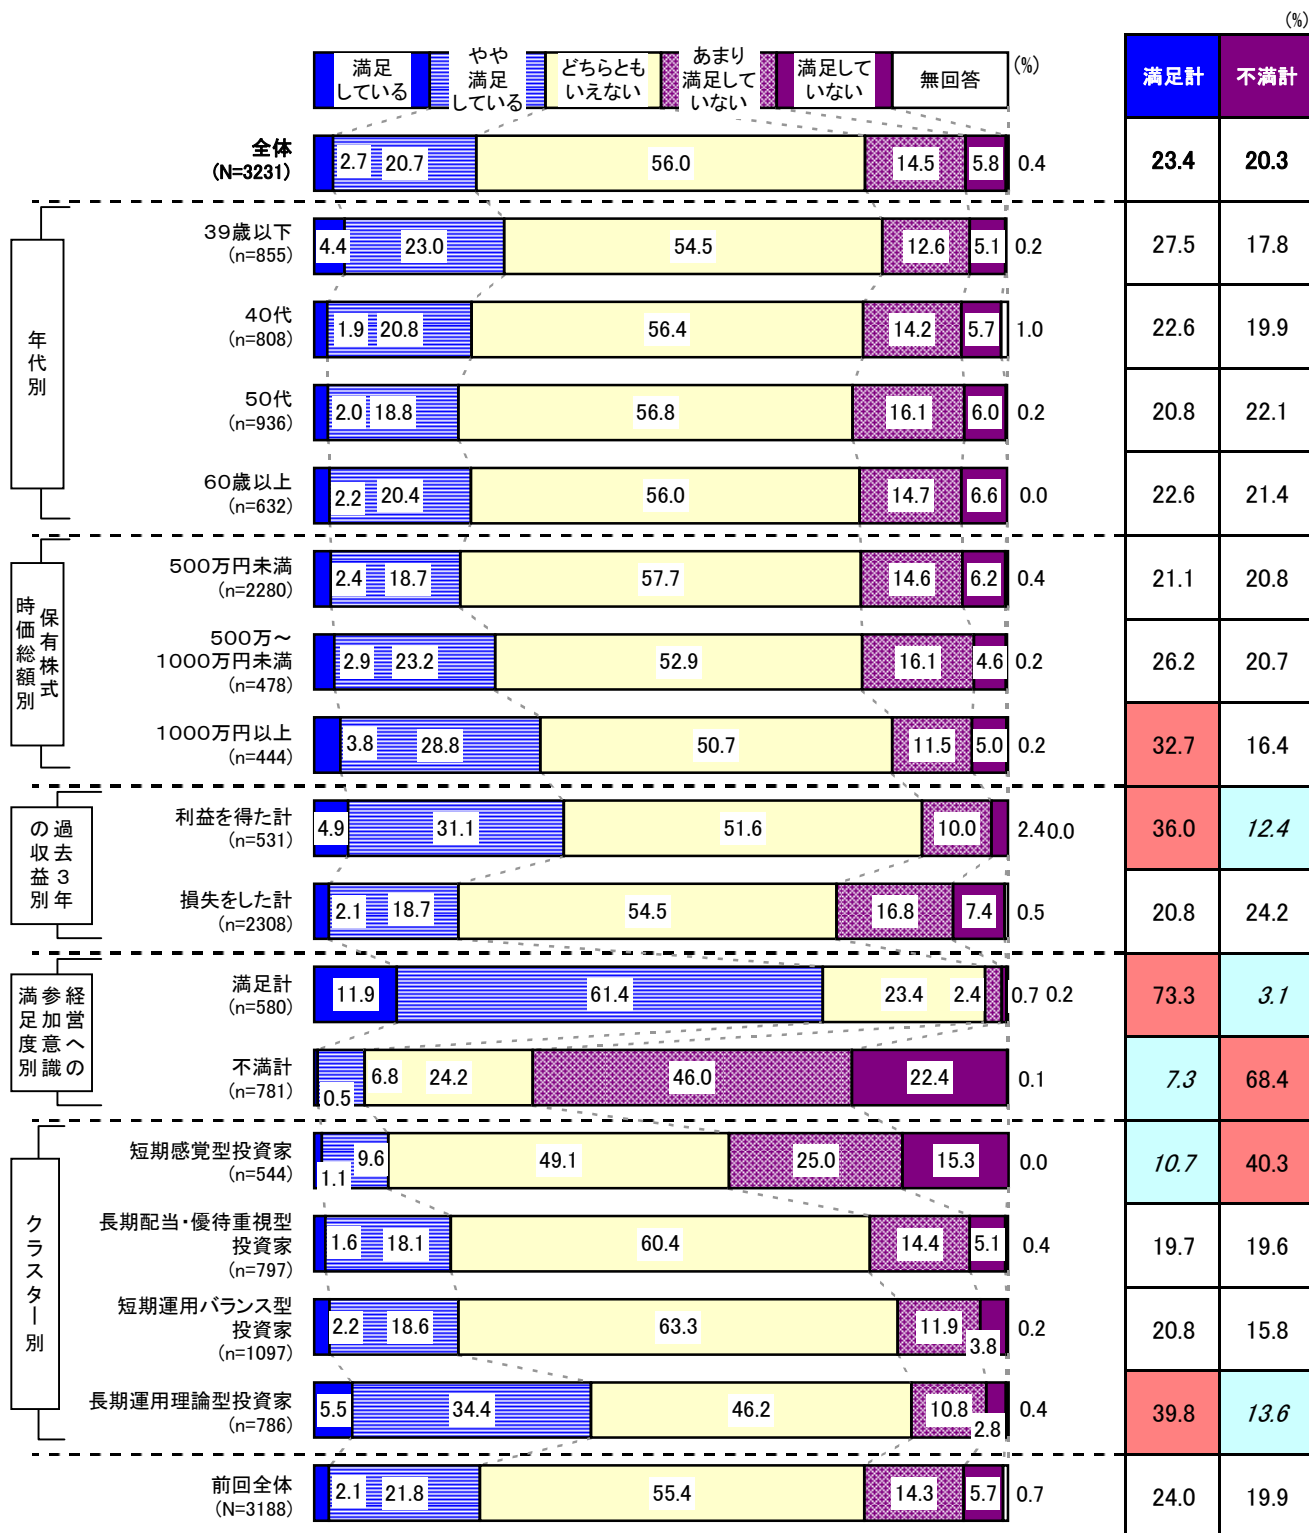 (%)
満足
している
やや
満足
している
どちらとも
いえない
あまり
満足して
いない
満足して
いない
無回答
(%)
満足計
不満計
全体
(N=3231)
2.7 20.7 56.0 14.5 5.8 0.4 23.4 20.3
年代別
39歳以下
(n=855)
4.4 23.0 54.5 12.6 5.1 0.2 27.5 17.8
40代
(n=808)
1.9 20.8 56.4 14.2 5.7 1.0 22.6 19.9
50代
(n=936)
2.0 18.8 56.8 16.1 6.0 0.2 20.8 22.1
60歳以上
(n=632)
2.2 20.4 56.0 14.7 6.6 0.0 22.6 21.4
保有株式
時価総額別
500万円未満
(n=2280)
2.4 18.7 57.7 14.6 6.2 0.4 21.1 20.8
500万～
1000万円未満
(n=478)
2.9 23.2 52.9 16.1 4.6 0.2 26.2 20.7
1000万円以上
(n=444)
3.8 28.8 50.7 11.5 5.0 0.2 32.7 16.4
過去3年
の収益別
利益を得た計
(n=531)
4.9 31.1 51.6 10.0 2.4 0.0 36.0 12.4
損失をした計
(n=2308)
2.1 18.7 54.5 16.8 7.4 0.5 20.8 24.2
経営への
参加意識
満足度別
満足計
(n=580)
11.9 61.4 23.4 2.4 0.7 0.2 73.3 3.1
不満計
(n=781)
0.5 6.8 24.2 46.0 22.4 0.1 7.3 68.4
クラスター別
短期感覚型投資家
(n=544)
1.1 9.6 49.1 25.0 15.3 0.0 10.7 40.3
長期配当・優待重視型
投資家
(n=797)
1.6 18.1 60.4 14.4 5.1 0.4 19.7 19.6
短期運用バランス型
投資家
(n=1097)
2.2 18.6 63.3 11.9 3.8 0.2 20.8 15.8
長期運用理論型投資家
(n=786)
5.5 34.4 46.2 10.8 2.8 0.4 39.8 13.6
前回全体
(N=3188)
2.1 21.8 55.4 14.3 5.7 0.7 24.0 19.9